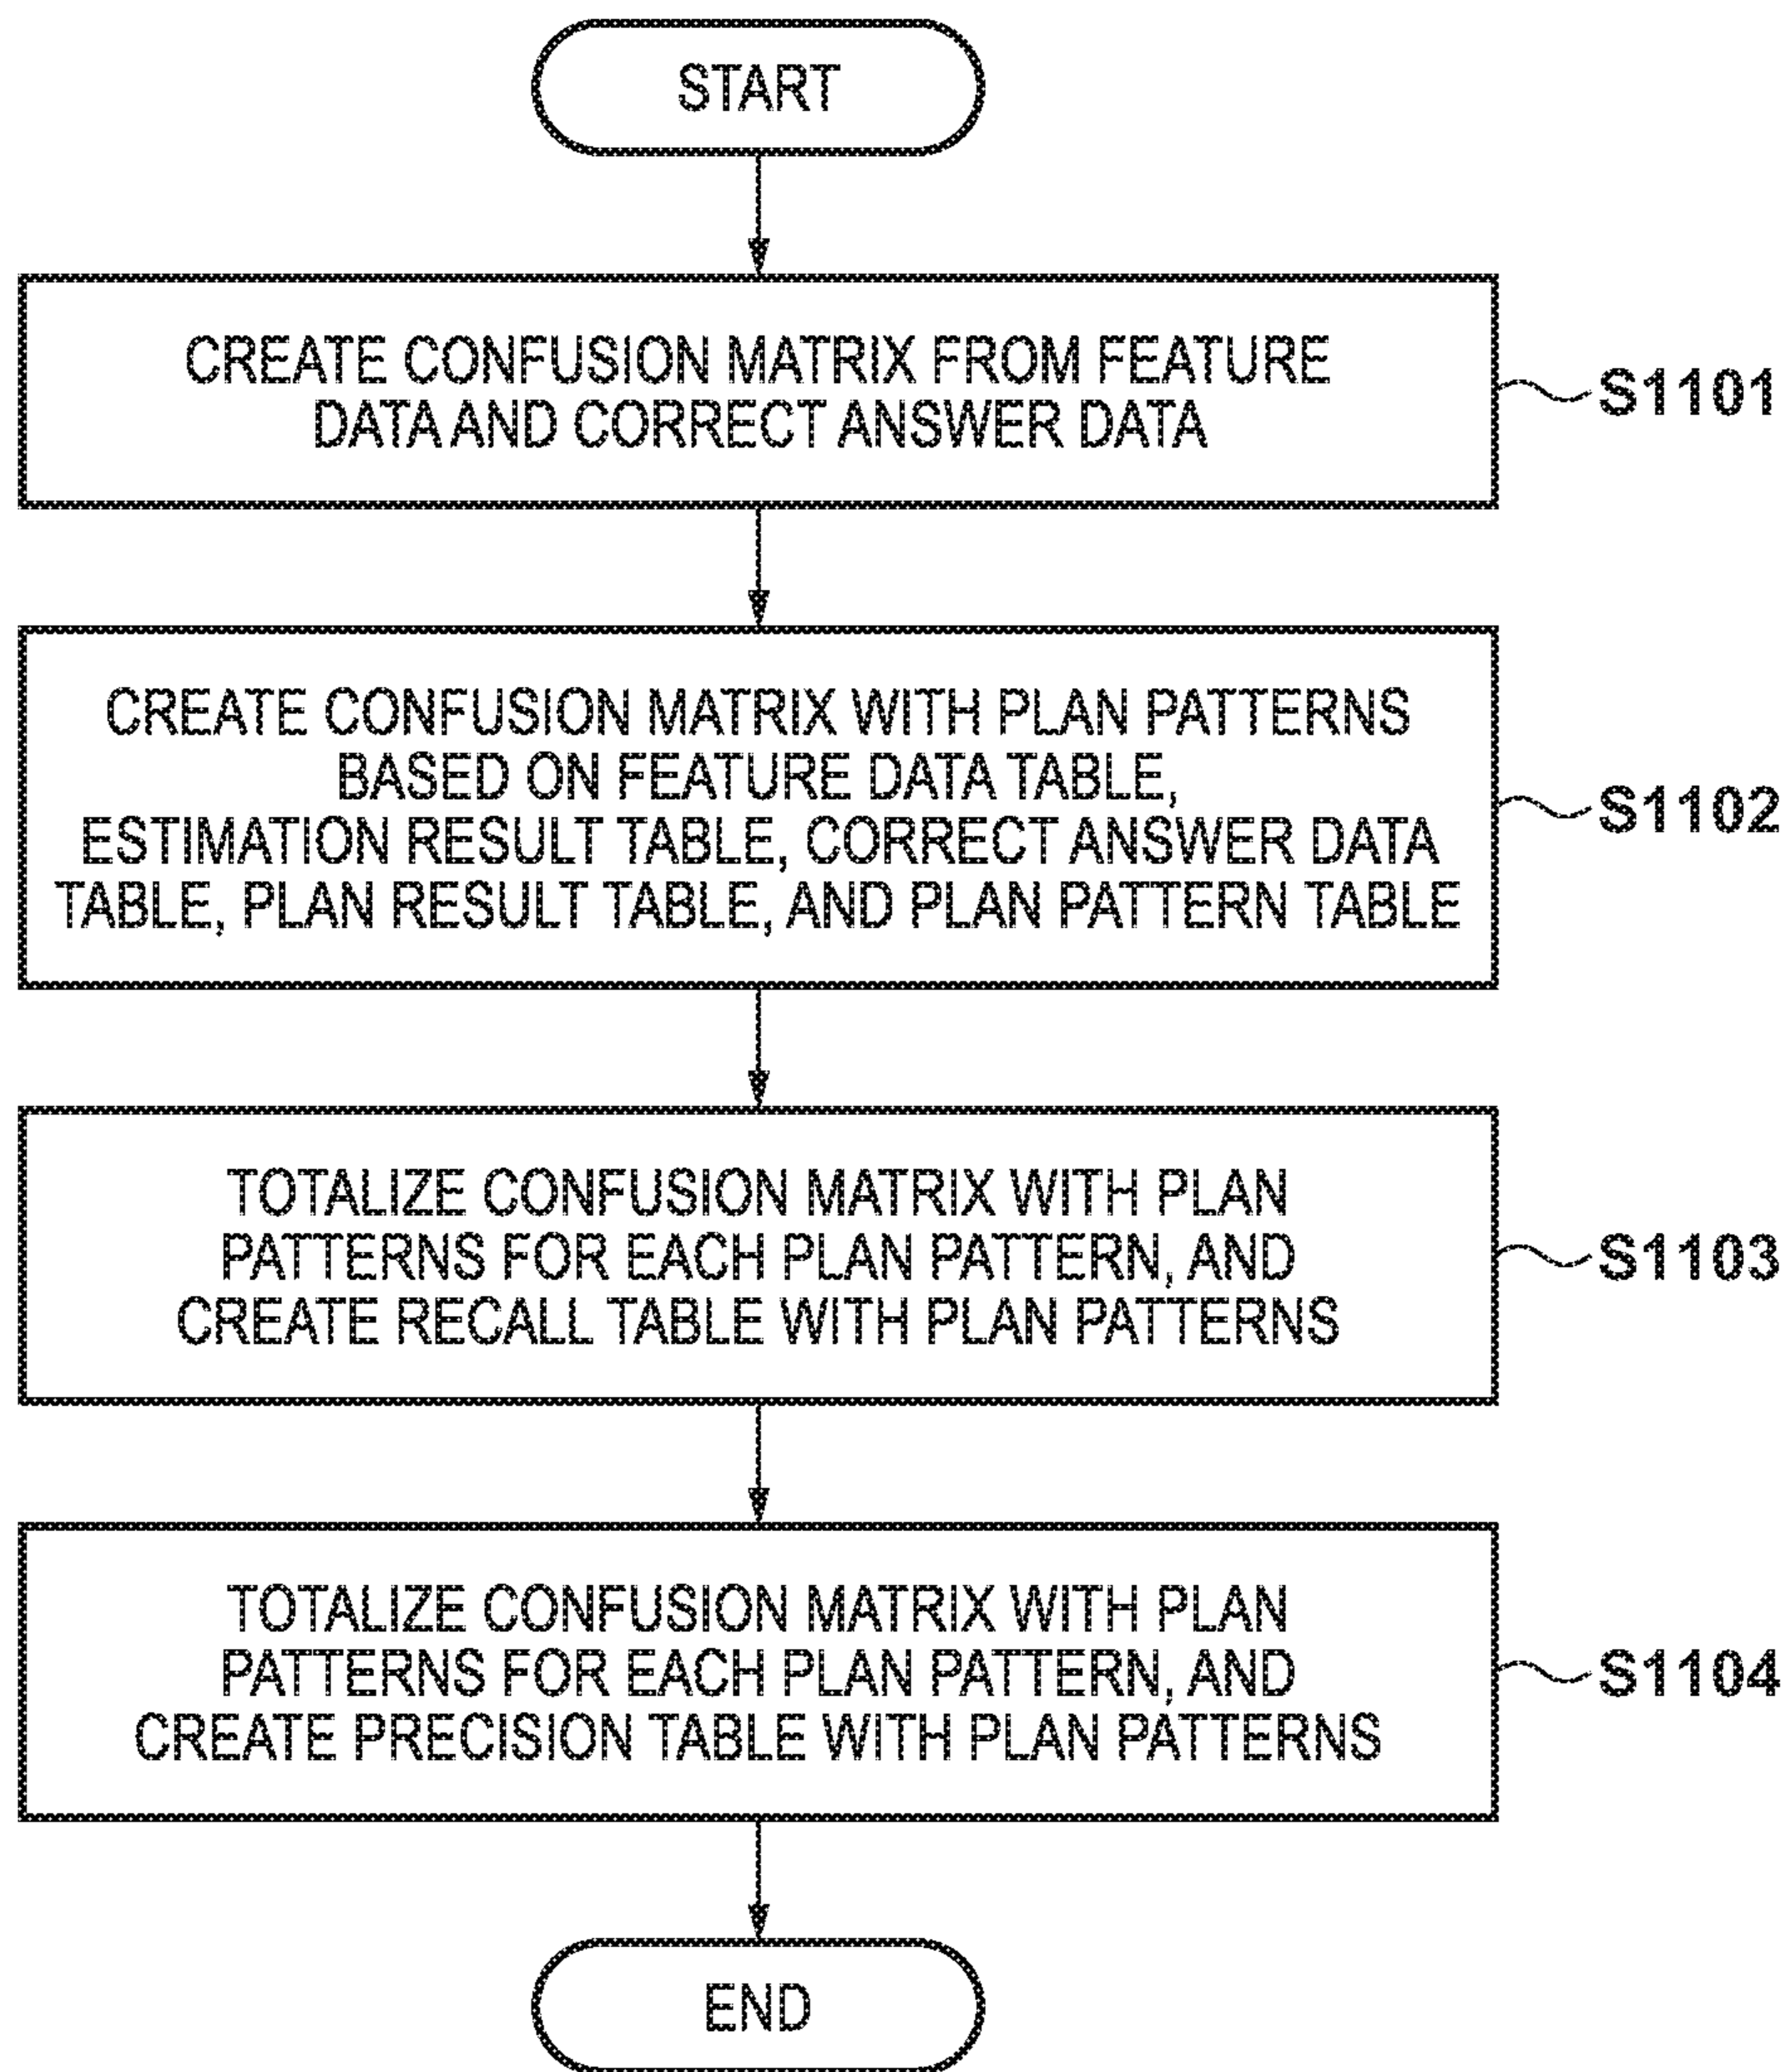 START
CREATE CONFUSION MATRIX FROM FEATURE
DATA AND CORRECT ANSWER DATA
S1101
CREATE CONFUSION MATRIX WITH PLAN PATTERNS
BASED ON FEATURE DATA TABLE,
ESTIMATION RESULT TABLE, CORRECT ANSWER DATA
TABLE, PLAN RESULT TABLE, AND PLAN PATTERN TABLE
S1102
TOTALIZE CONFUSION MATRIX WITH PLAN
PATTERNS FOR EACH PLAN PATTERN, AND
CREATE RECALL TABLE WITH PLAN PATTERNS
S1103
TOTALIZE CONFUSION MATRIX WITH PLAN
PATTERNS FOR EACH PLAN PATTERN, AND
CREATE PRECISION TABLE WITH PLAN PATTERNS
S1104
END